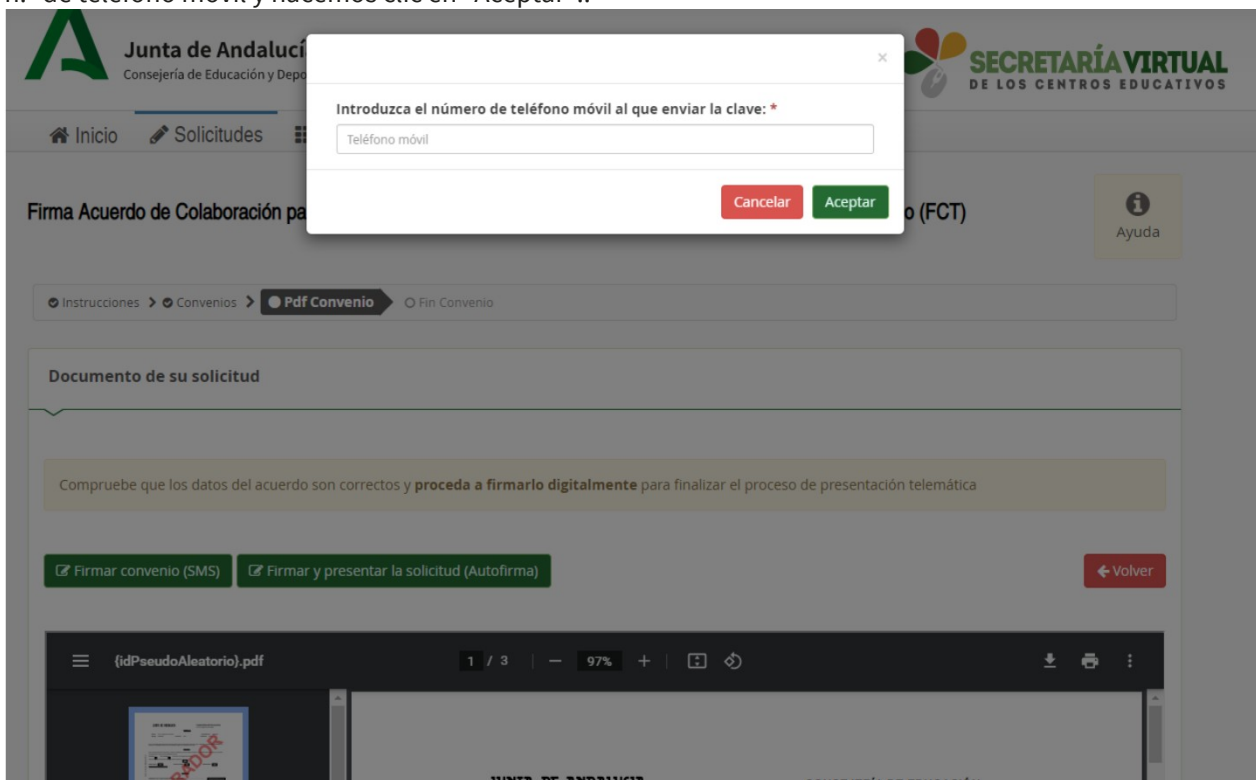 n.º de teléfono móvil y hacemos clic en "Aceptar"..
Junta de Andalucí
Consejería de Educación y Depo
SECRETARÍA VIRTUAL
DE LOS CENTROS EDUCATIVOS
×
Introduzca el número de teléfono móvil al que enviar la clave: *
Teléfono móvil
Cancelar Aceptar
Inicio Solicitudes
Firma Acuerdo de Colaboración pa
o (FCT)
Ayuda
Instrucciones Convenios Pdf Convenio Fin Convenio
Documento de su solicitud
Compruebe que los datos del acuerdo son correctos y proceda a firmarlo digitalmente para finalizar el proceso de presentación telemática
Firmar convenio (SMS) Firmar y presentar la solicitud (Autofirma) Volver
{idPseudoAleatorio}.pdf 1 / 3 97%
RADOR
JUNTA DE ANDALUCIA CONSEJERÍA DE EDUCACIÓN